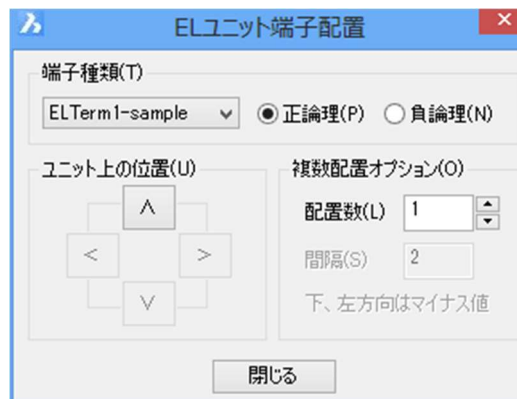 ELユニット端子配置
端子種類(T)
ELTerm1-sample 正論理(P) 負論理(N)
ユニット上の位置(U)
∧
<
>
∨
複数配置オプション(O)
配置数(L) 1
間隔(S) 2
下、左方向はマイナス値
閉じる